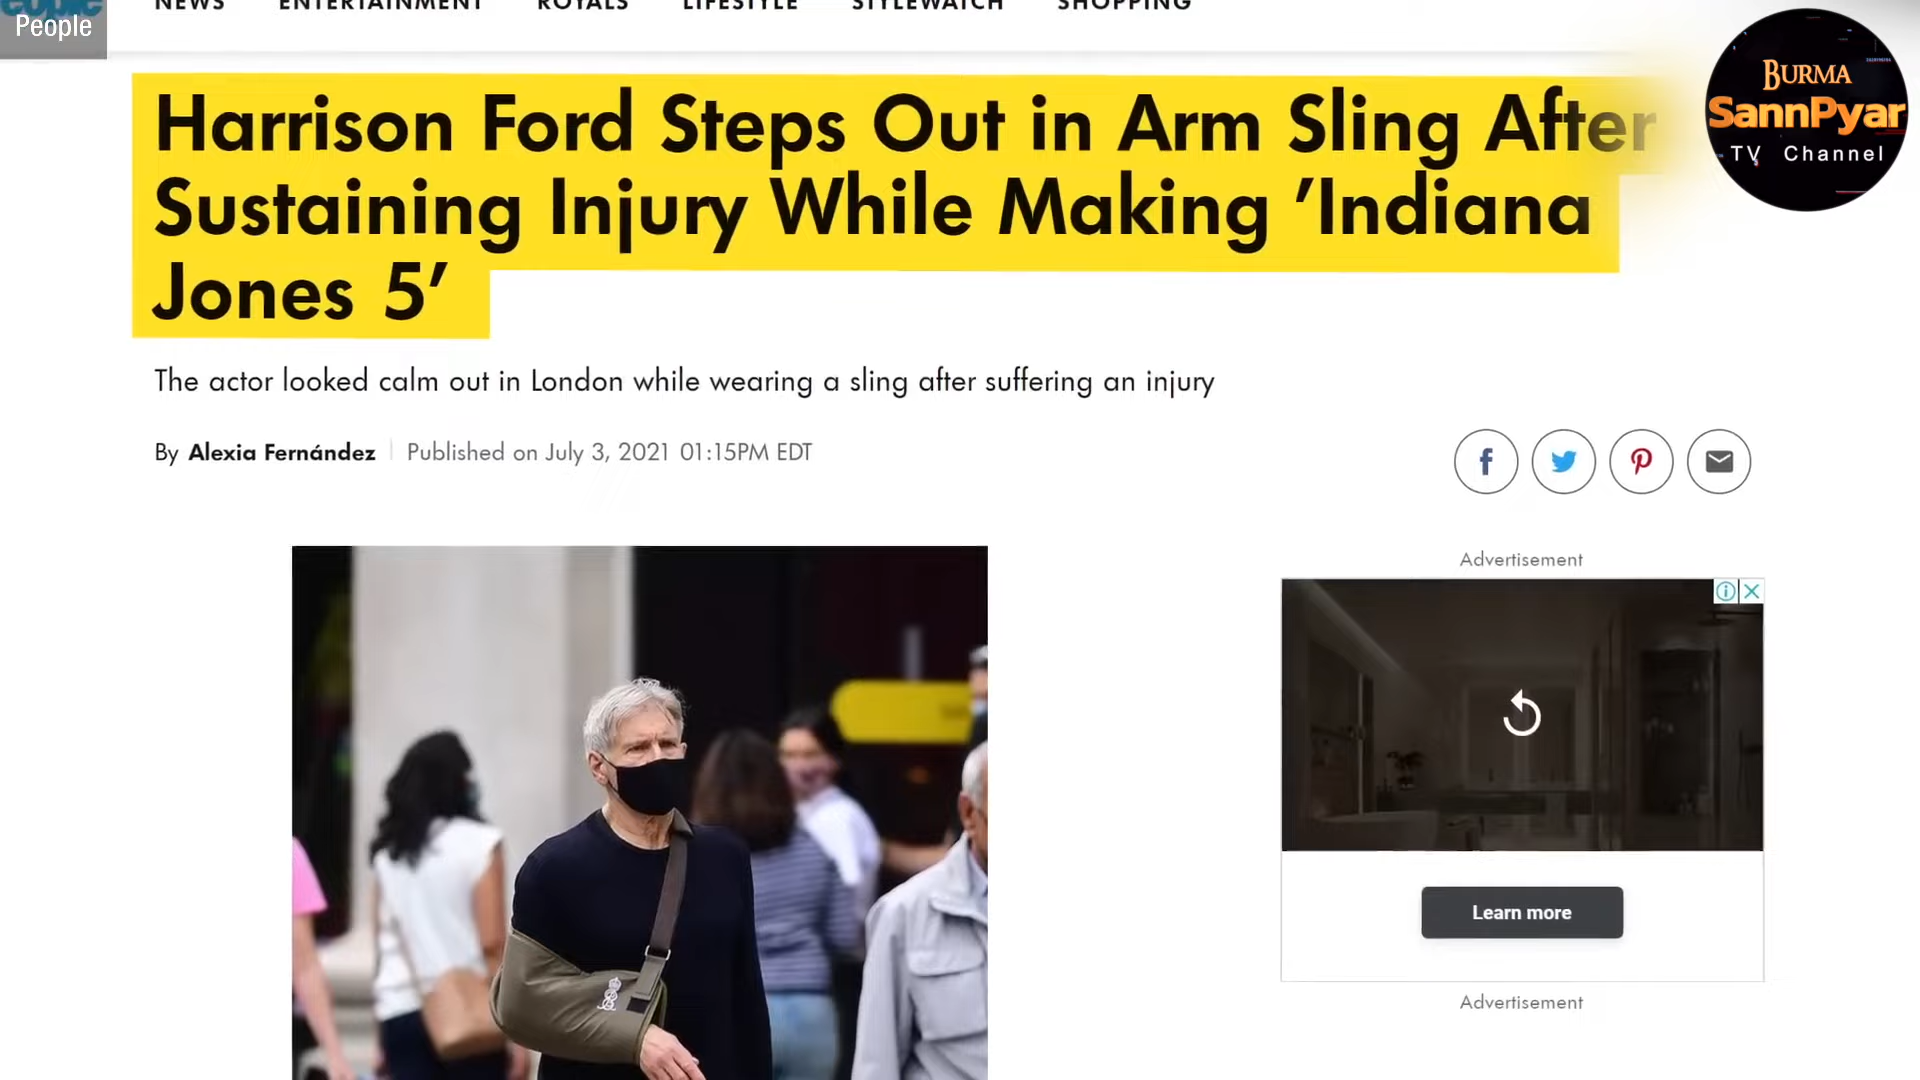 People
NEWS ENTERTAINMENT ROYALS LIFESTYLE STYLEWATCH SHOPPING
BURMA
SannPyar
TV Channel
Harrison Ford Steps Out in Arm Sling After
Sustaining Injury While Making 'Indiana
Jones 5'
The actor looked calm out in London while wearing a sling after suffering an injury
By Alexia Fernández | Published on July 3, 2021 01:15PM EDT
Advertisement
Learn more
Advertisement